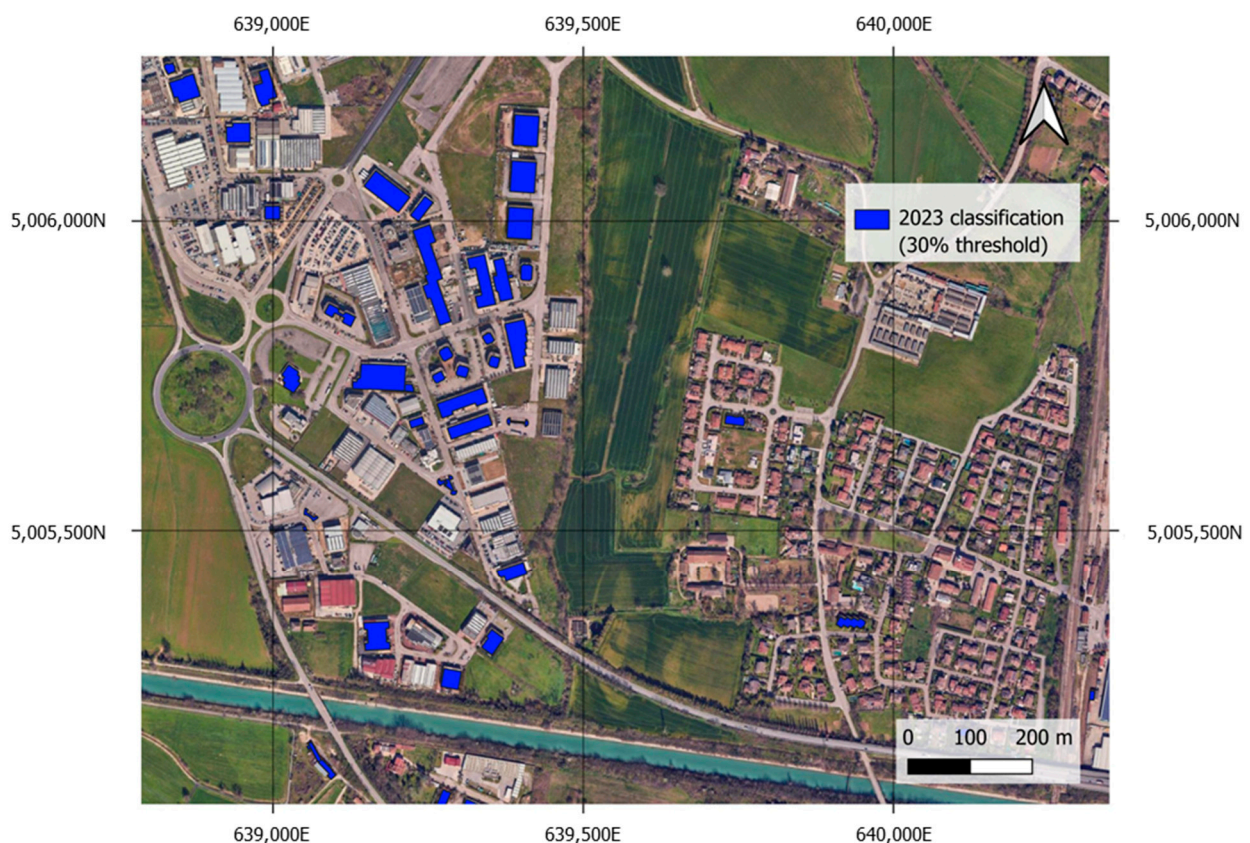 639,000E 639,500E 640,000E
5,006,000N 5,006,000N
2023 classification
(30% threshold)
5,005,500N 5,005,500N
0 100 200 m
639,000E 639,500E 640,000E